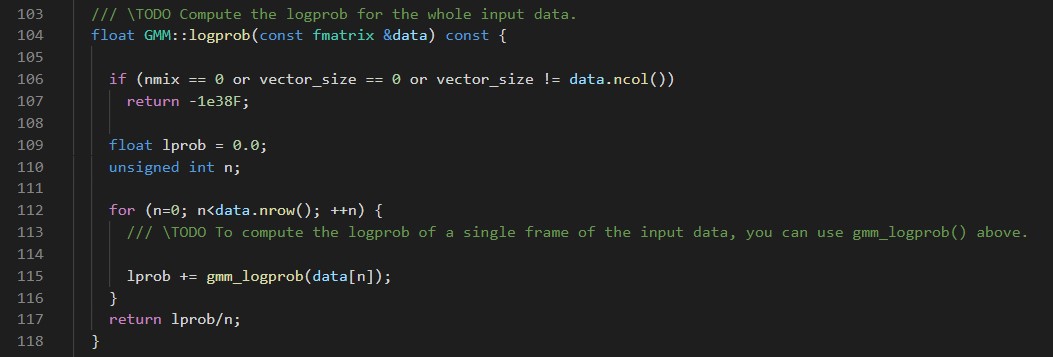 103 /// \TODO Compute the logprob for the whole input data.
104 float GMM::logprob(const fmatrix &data) const {
105
106 if (nmix == 0 or vector_size == 0 or vector_size != data.ncol())
107 return -1e38F;
108
109 float lprob = 0.0;
110 unsigned int n;
111
112 for (n=0; n<data.nrow(); ++n) {
113 /// \TODO To compute the logprob of a single frame of the input data, you can use gmm_logprob() above.
114
115 lprob += gmm_logprob(data[n]);
116 }
117 return lprob/n;
118 }